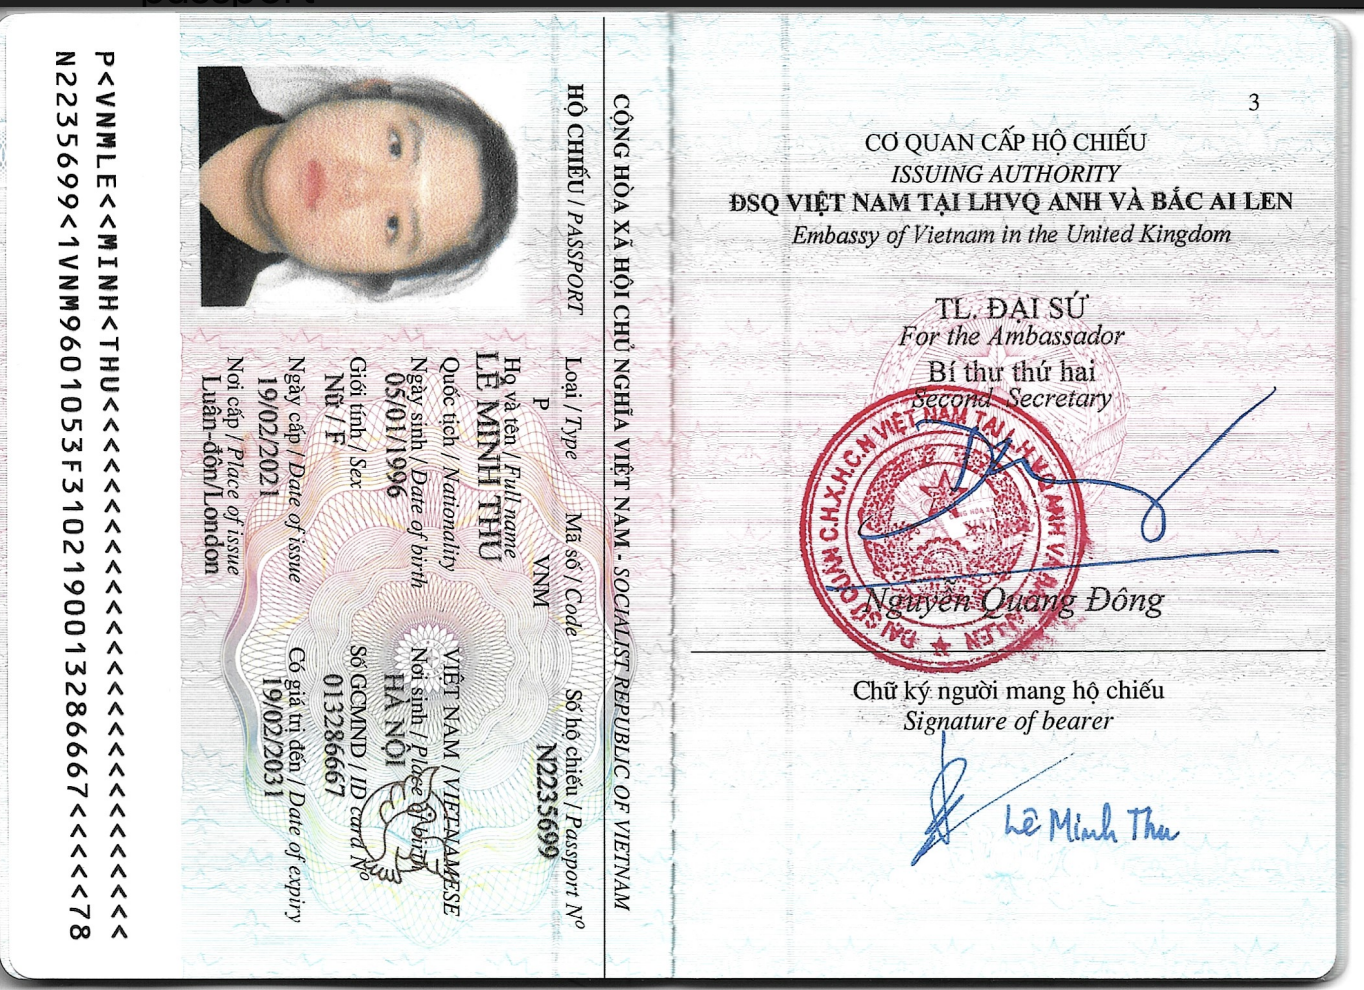 passport
CỘNG HÒA XÃ HỘI CHỦ NGHĨA VIỆT NAM - SOCIALIST REPUBLIC OF VIETNAM
HỘ CHIẾU / PASSPORT
Loại / Type
Mã số / Code
Số hộ chiếu / Passport Nº
P
VNM
N2235699
Họ và tên / Full name
LÊ MINH THU
Quốc tịch / Nationality
VIỆT NAM / VIETNAMESE
Ngày sinh / Date of birth
Nơi sinh / Place of birth
05/01/1996
HÀ NỘI
Giới tính / Sex
Số GCMND / ID card Nº
Nữ / F
013286667
Ngày cấp / Date of issue
Có giá trị đến / Date of expiry
19/02/2021
19/02/2031
Nơi cấp / Place of issue
Luân-đôn/London
P<VNMLE<<MINH<THU<<<<<<<<<<<<<<<<<<<<<<<<<<<
N2235699<1VNM9601053F3102190013286667<<<<<78
3
CƠ QUAN CẤP HỘ CHIẾU
ISSUING AUTHORITY
ĐSQ VIỆT NAM TẠI LHVQ ANH VÀ BẮC AI LEN
Embassy of Vietnam in the United Kingdom
TL. ĐẠI SỨ
For the Ambassador
Bí thư thứ hai
Second Secretary
ĐẠI SỨ QUÁN C.H.X.H.C.N VIỆT NAM TẠI
Nguyễn Quang Đông
Chữ ký người mang hộ chiếu
Signature of bearer
Lê Minh Thu